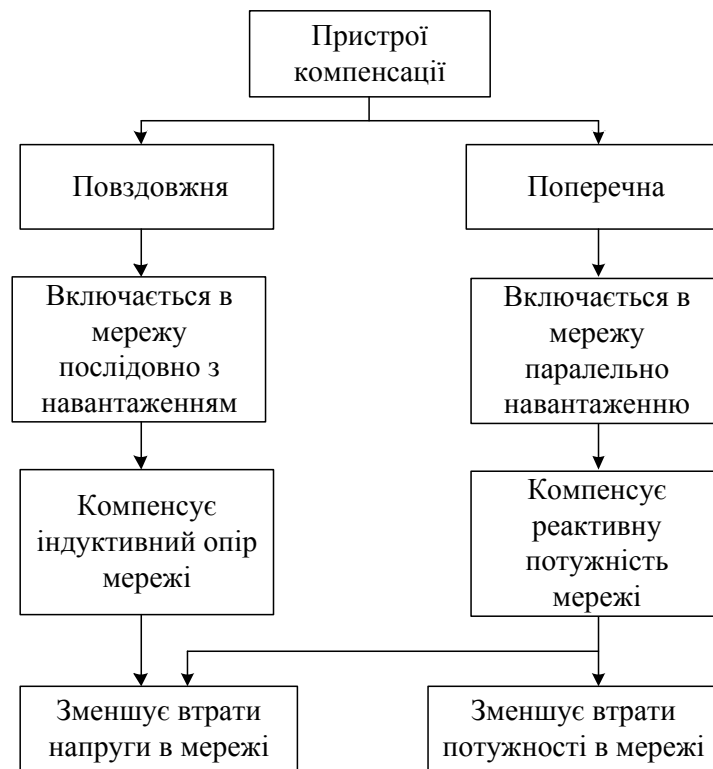 Пристрої
компенсації
Повздовжня
Поперечна
Включається в
мережу
послідовно з
навантаженням
Включається в
мережу
паралельно
навантаженню
Компенсує
індуктивний опір
мережі
Компенсує
реактивну
потужність
мережі
Зменшує втрати
напруги в мережі
Зменшує втрати
потужності в мережі